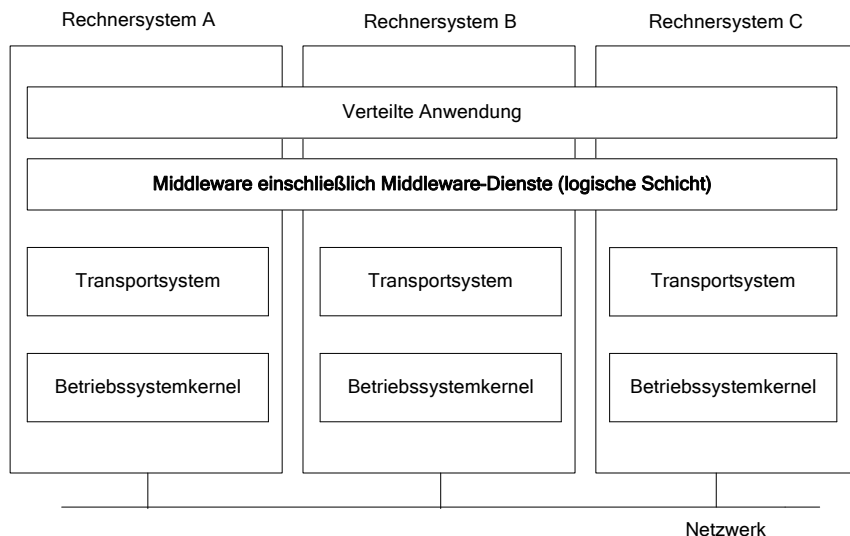 Rechnersystem A
Rechnersystem B
Rechnersystem C
Verteilte Anwendung
Middleware einschließlich Middleware-Dienste (logische Schicht)
Transportsystem
Transportsystem
Transportsystem
Betriebssystemkernel
Betriebssystemkernel
Betriebssystemkernel
Netzwerk